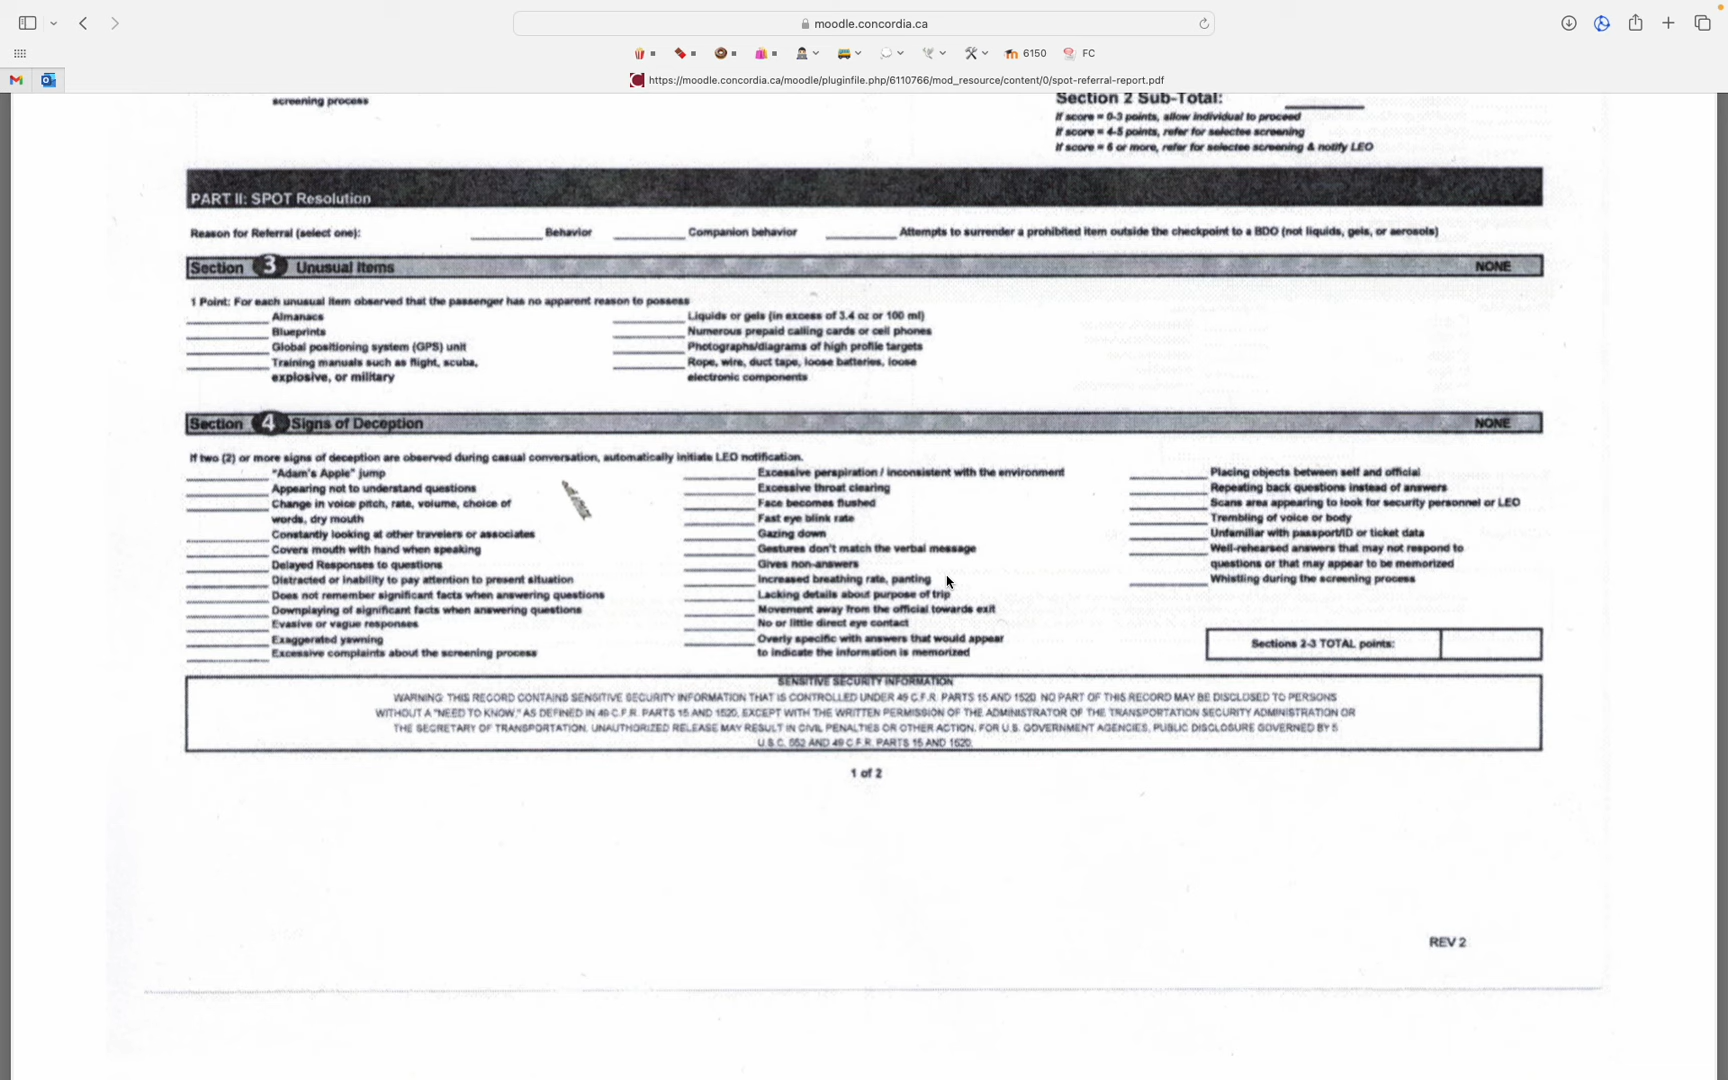 moodle.concordia.ca
6150 FC
https://moodle.concordia.ca/moodle/pluginfile.php/6110766/mod_resource/content/0/spot-referral-report.pdf
screening process
Section 2 Sub-Total:
If score = 0-3 points, allow individual to proceed
If score = 4-5 points, refer for selectee screening
If score = 6 or more, refer for selectee screening & notify LEO
PART II: SPOT Resolution
Reason for Referral (select one): ________ Behavior ________ Companion behavior ________ Attempts to surrender a prohibited item outside the checkpoint to a BDO (not liquids, gels, or aerosols)
Section 3 Unusual Items NONE
1 Point: For each unusual item observed that the passenger has no apparent reason to possess
Almanacs
Blueprints
Global positioning system (GPS) unit
Training manuals such as flight, scuba,
explosive, or military
Liquids or gels (in excess of 3.4 oz or 100 ml)
Numerous prepaid calling cards or cell phones
Photographs/diagrams of high profile targets
Rope, wire, duct tape, loose batteries, loose
electronic components
Section 4 Signs of Deception NONE
If two (2) or more signs of deception are observed during casual conversation, automatically initiate LEO notification.
"Adam's Apple" jump
Appearing not to understand questions
Change in voice pitch, rate, volume, choice of
words, dry mouth
Constantly looking at other travelers or associates
Covers mouth with hand when speaking
Delayed Responses to questions
Distracted or inability to pay attention to present situation
Does not remember significant facts when answering questions
Downplaying of significant facts when answering questions
Evasive or vague responses
Exaggerated yawning
Excessive complaints about the screening process
Excessive perspiration / inconsistent with the environment
Excessive throat clearing
Face becomes flushed
Fast eye blink rate
Gazing down
Gestures don't match the verbal message
Gives non-answers
Increased breathing rate, panting
Lacking details about purpose of trip
Movement away from the official towards exit
No or little direct eye contact
Overly specific with answers that would appear
to indicate the information is memorized
Placing objects between self and official
Repeating back questions instead of answers
Scans area appearing to look for security personnel or LEO
Trembling of voice or body
Unfamiliar with passport/ID or ticket data
Well-rehearsed answers that may not respond to
questions or that may appear to be memorized
Whistling during the screening process
Sections 2-3 TOTAL points:
SENSITIVE SECURITY INFORMATION
WARNING: THIS RECORD CONTAINS SENSITIVE SECURITY INFORMATION THAT IS CONTROLLED UNDER 49 C.F.R. PARTS 15 AND 1520. NO PART OF THIS RECORD MAY BE DISCLOSED TO PERSONS
WITHOUT A "NEED TO KNOW," AS DEFINED IN 49 C.F.R. PARTS 15 AND 1520, EXCEPT WITH THE WRITTEN PERMISSION OF THE ADMINISTRATOR OF THE TRANSPORTATION SECURITY ADMINISTRATION OR
THE SECRETARY OF TRANSPORTATION. UNAUTHORIZED RELEASE MAY RESULT IN CIVIL PENALTIES OR OTHER ACTION. FOR U.S. GOVERNMENT AGENCIES, PUBLIC DISCLOSURE GOVERNED BY 5
U.S.C. 552 AND 49 C.F.R. PARTS 15 AND 1520.
1 of 2
REV 2